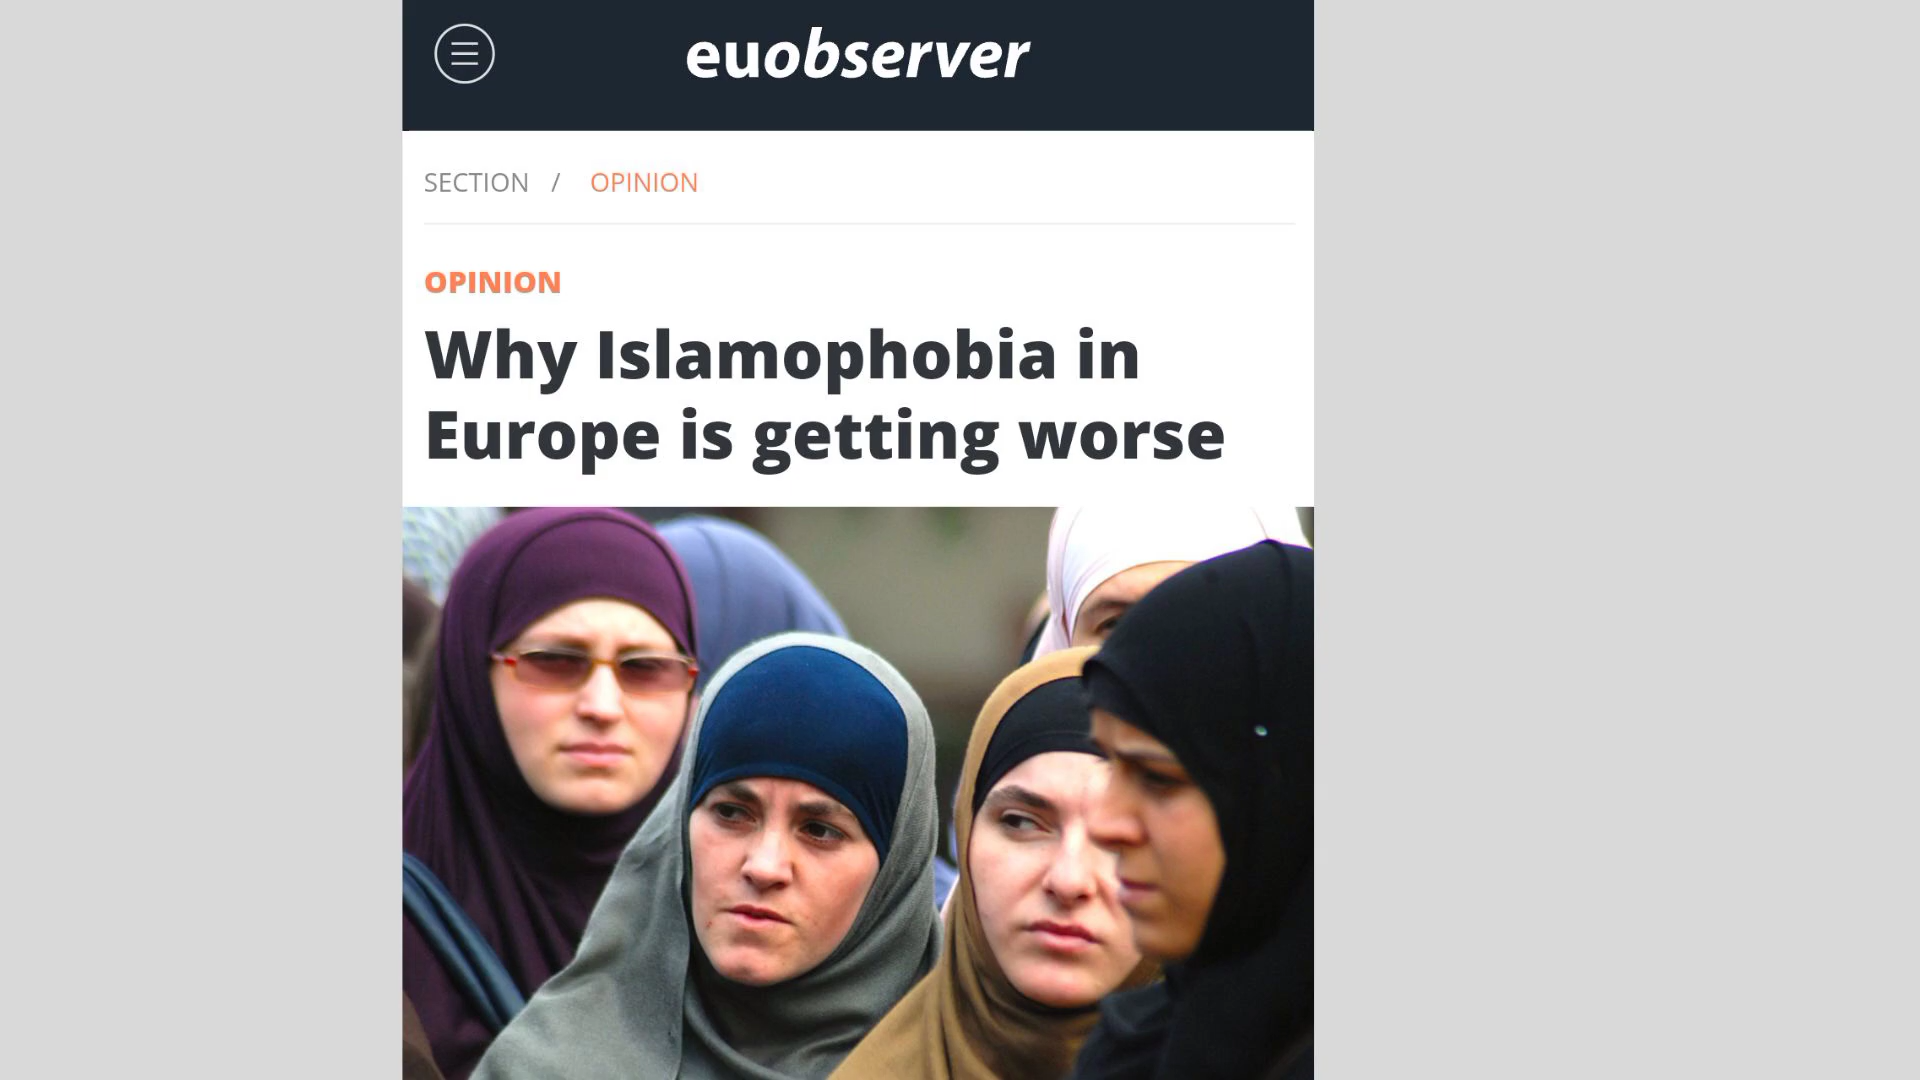 euobserver
SECTION / OPINION
OPINION
Why Islamophobia in
Europe is getting worse